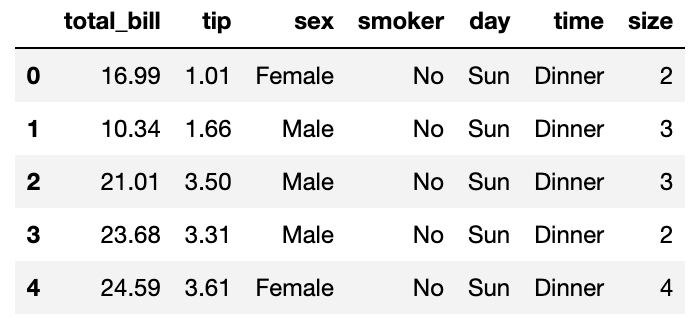 total_bill tip sex smoker day time size
0 16.99 1.01 Female No Sun Dinner 2
1 10.34 1.66 Male No Sun Dinner 3
2 21.01 3.50 Male No Sun Dinner 3
3 23.68 3.31 Male No Sun Dinner 2
4 24.59 3.61 Female No Sun Dinner 4